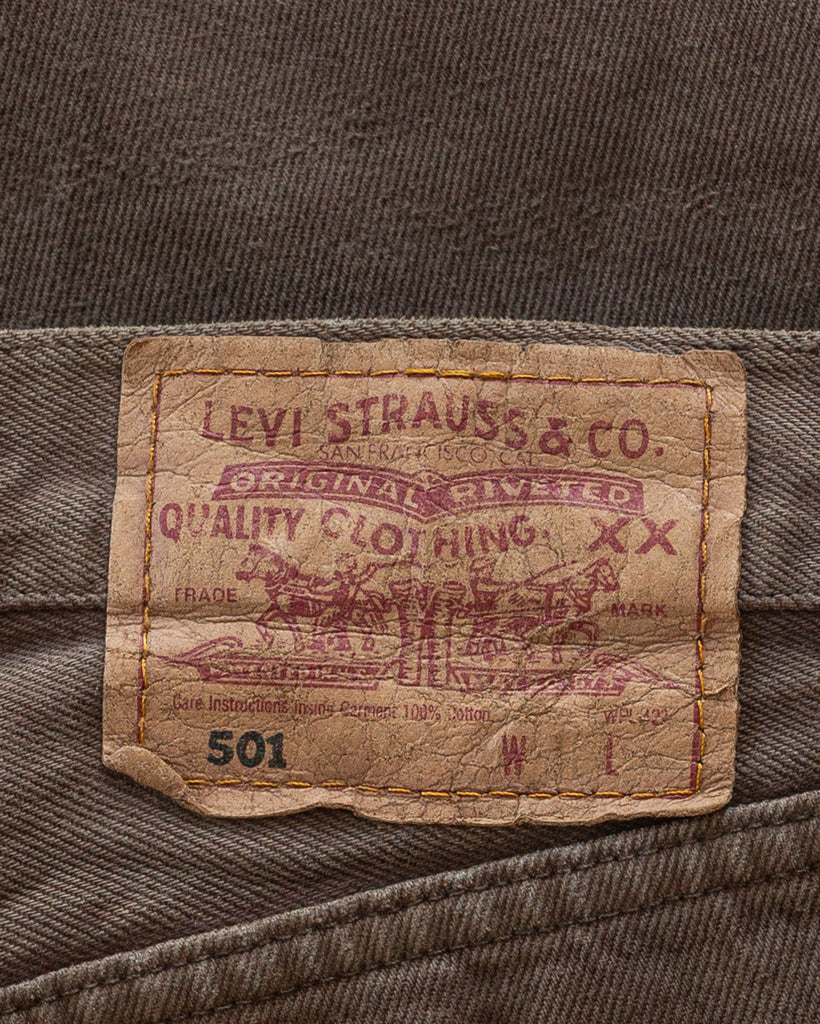 LEVI STRAUSS & CO.
SAN FRANCISCO CAL
ORIGINAL RIVETED
QUALITY CLOTHING. XX
TRADE MARK
Care Instructions Inside Garment 100% Cotton
501 W L